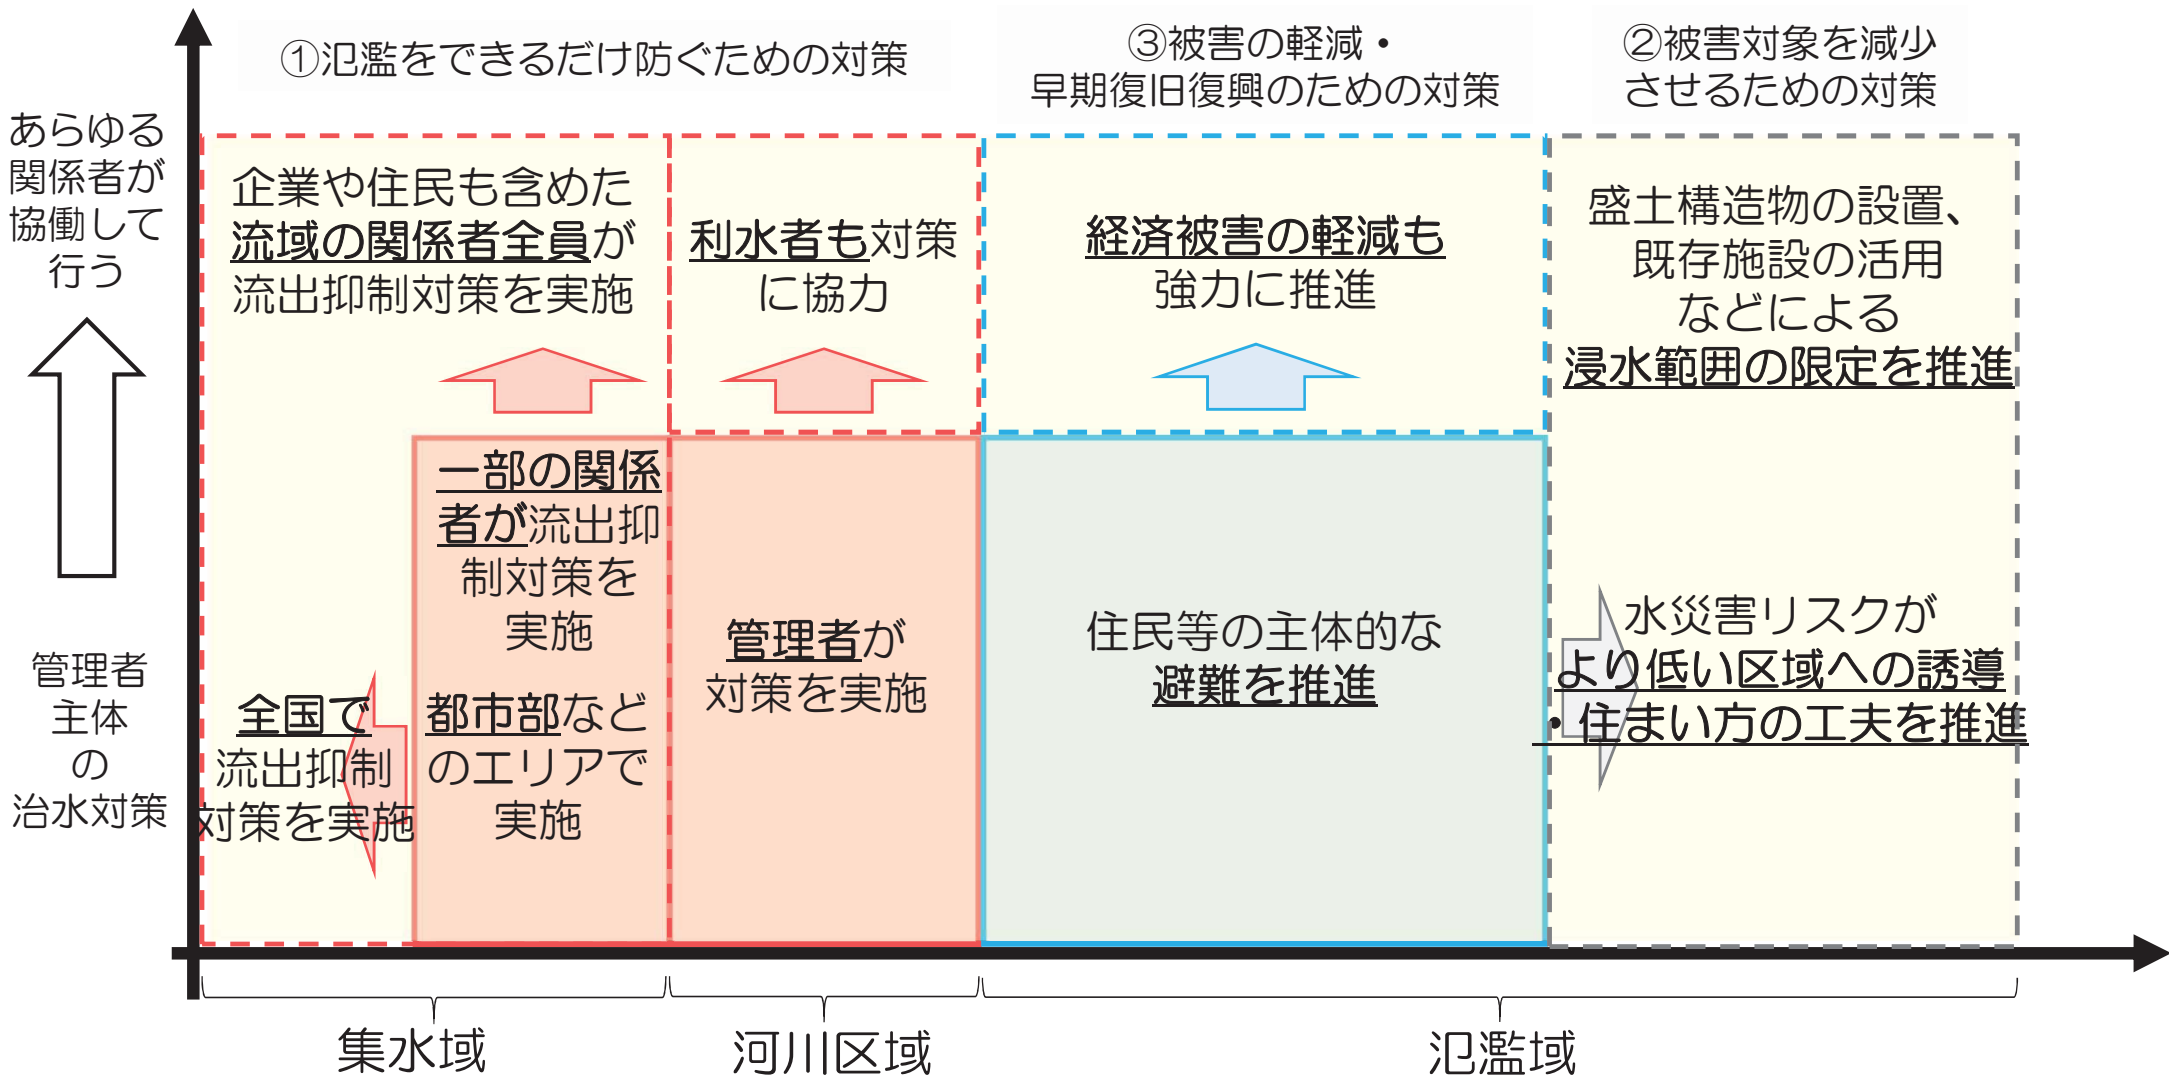 ①氾濫をできるだけ防ぐための対策
③被害の軽減・
早期復旧復興のための対策
②被害対象を減少
させるための対策
あらゆる
関係者が
協働して
行う
管理者
主体
の
治水対策
企業や住民も含めた
流域の関係者全員が
流出抑制対策を実施
利水者も対策
に協力
経済被害の軽減も
強力に推進
盛土構造物の設置、
既存施設の活用
などによる
浸水範囲の限定を推進
全国で
流出抑制
対策を実施
一部の関係
者が流出抑
制対策を
実施
都市部など
のエリアで
実施
管理者が
対策を実施
住民等の主体的な
避難を推進
水災害リスクが
より低い区域への誘導
・住まい方の工夫を推進
集水域
河川区域
氾濫域